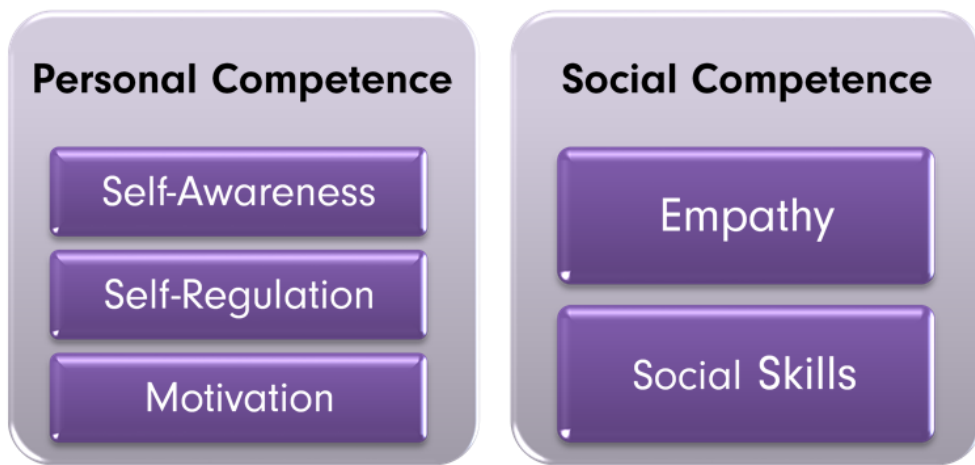 Personal Competence
Self-Awareness
Self-Regulation
Motivation
Social Competence
Empathy
Social Skills